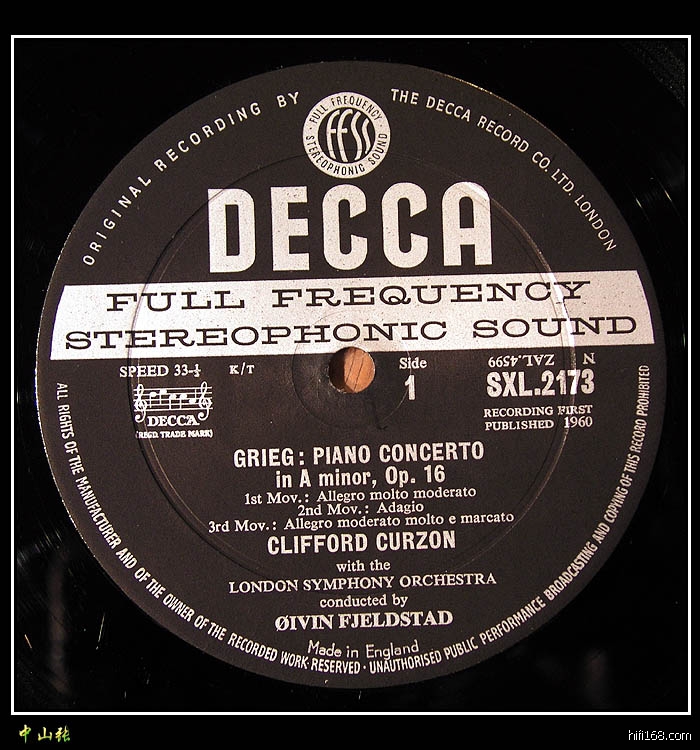 ORIGINAL RECORDING BY THE DECCA RECORD CO. LTD. LONDON
FULL FREQUENCY
ffss
STEREOPHONIC SOUND
DECCA
FULL FREQUENCY
STEREOPHONIC SOUND
SPEED 33⅓ K/T
DECCA
(REGD. TRADE MARK)
Side
1
ZAL.4599 N
SXL.2173
RECORDING FIRST
PUBLISHED 1960
GRIEG: PIANO CONCERTO
in A minor, Op. 16
1st Mov.: Allegro molto moderato
2nd Mov.: Adagio
3rd Mov.: Allegro moderato molto e marcato
CLIFFORD CURZON
with the
LONDON SYMPHONY ORCHESTRA
conducted by
ØIVIN FJELDSTAD
Made in England
ALL RIGHTS OF THE MANUFACTURER AND OF THE OWNER OF THE RECORDED WORK RESERVED · UNAUTHORISED PUBLIC PERFORMANCE BROADCASTING AND COPYING OF THIS RECORD PROHIBITED
中山張
hifi168.com